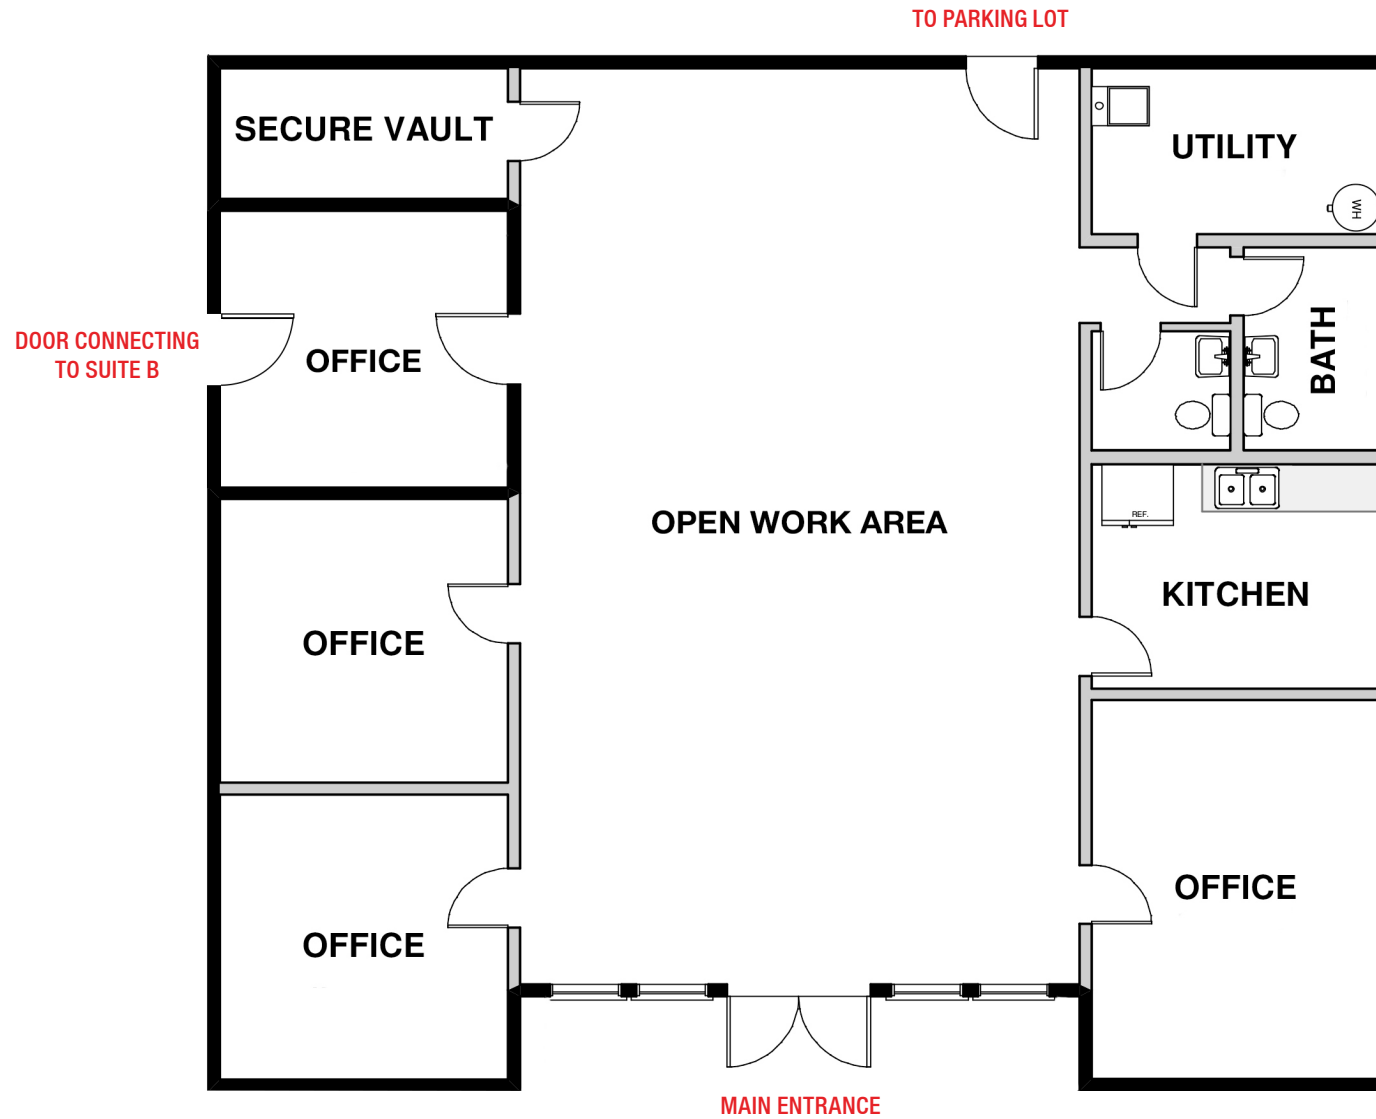 TO PARKING LOT
SECURE VAULT
UTILITY
WH
DOOR CONNECTING
TO SUITE B
OFFICE
BATH
OPEN WORK AREA
REF.
KITCHEN
OFFICE
OFFICE
OFFICE
MAIN ENTRANCE